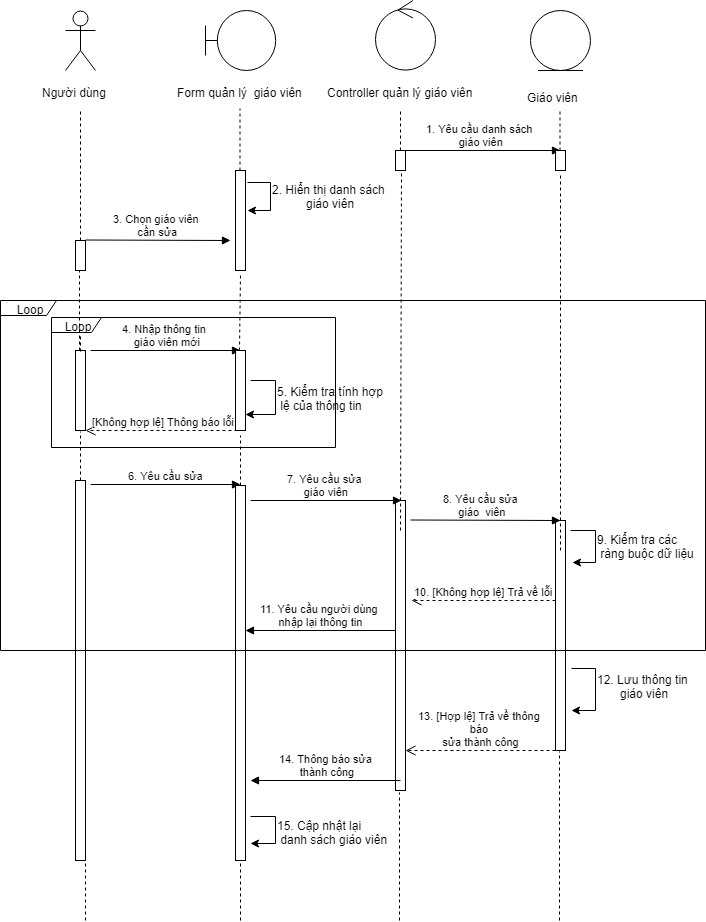 Người dùng
Form quản lý  giáo viên
Controller quản lý giáo viên
Giáo viên
1. Yêu cầu danh sách
giáo viên
2. Hiển thị danh sách
giáo viên
3. Chọn giáo viên
cần sửa
Loop
Loop
4. Nhập thông tin
giáo viên mới
5. Kiểm tra tính hợp
lệ của thông tin
[Không hợp lệ] Thông báo lỗi
6. Yêu cầu sửa
7. Yêu cầu sửa
giáo viên
8. Yêu cầu sửa
giáo  viên
9. Kiểm tra các
ràng buộc dữ liệu
10. [Không hợp lệ] Trả về lỗi
11. Yêu cầu người dùng
nhập lại thông tin
12. Lưu thông tin
giáo viên
13. [Hợp lệ] Trả về thông
báo
sửa thành công
14. Thông báo sửa
thành công
15. Cập nhật lại
danh sách giáo viên